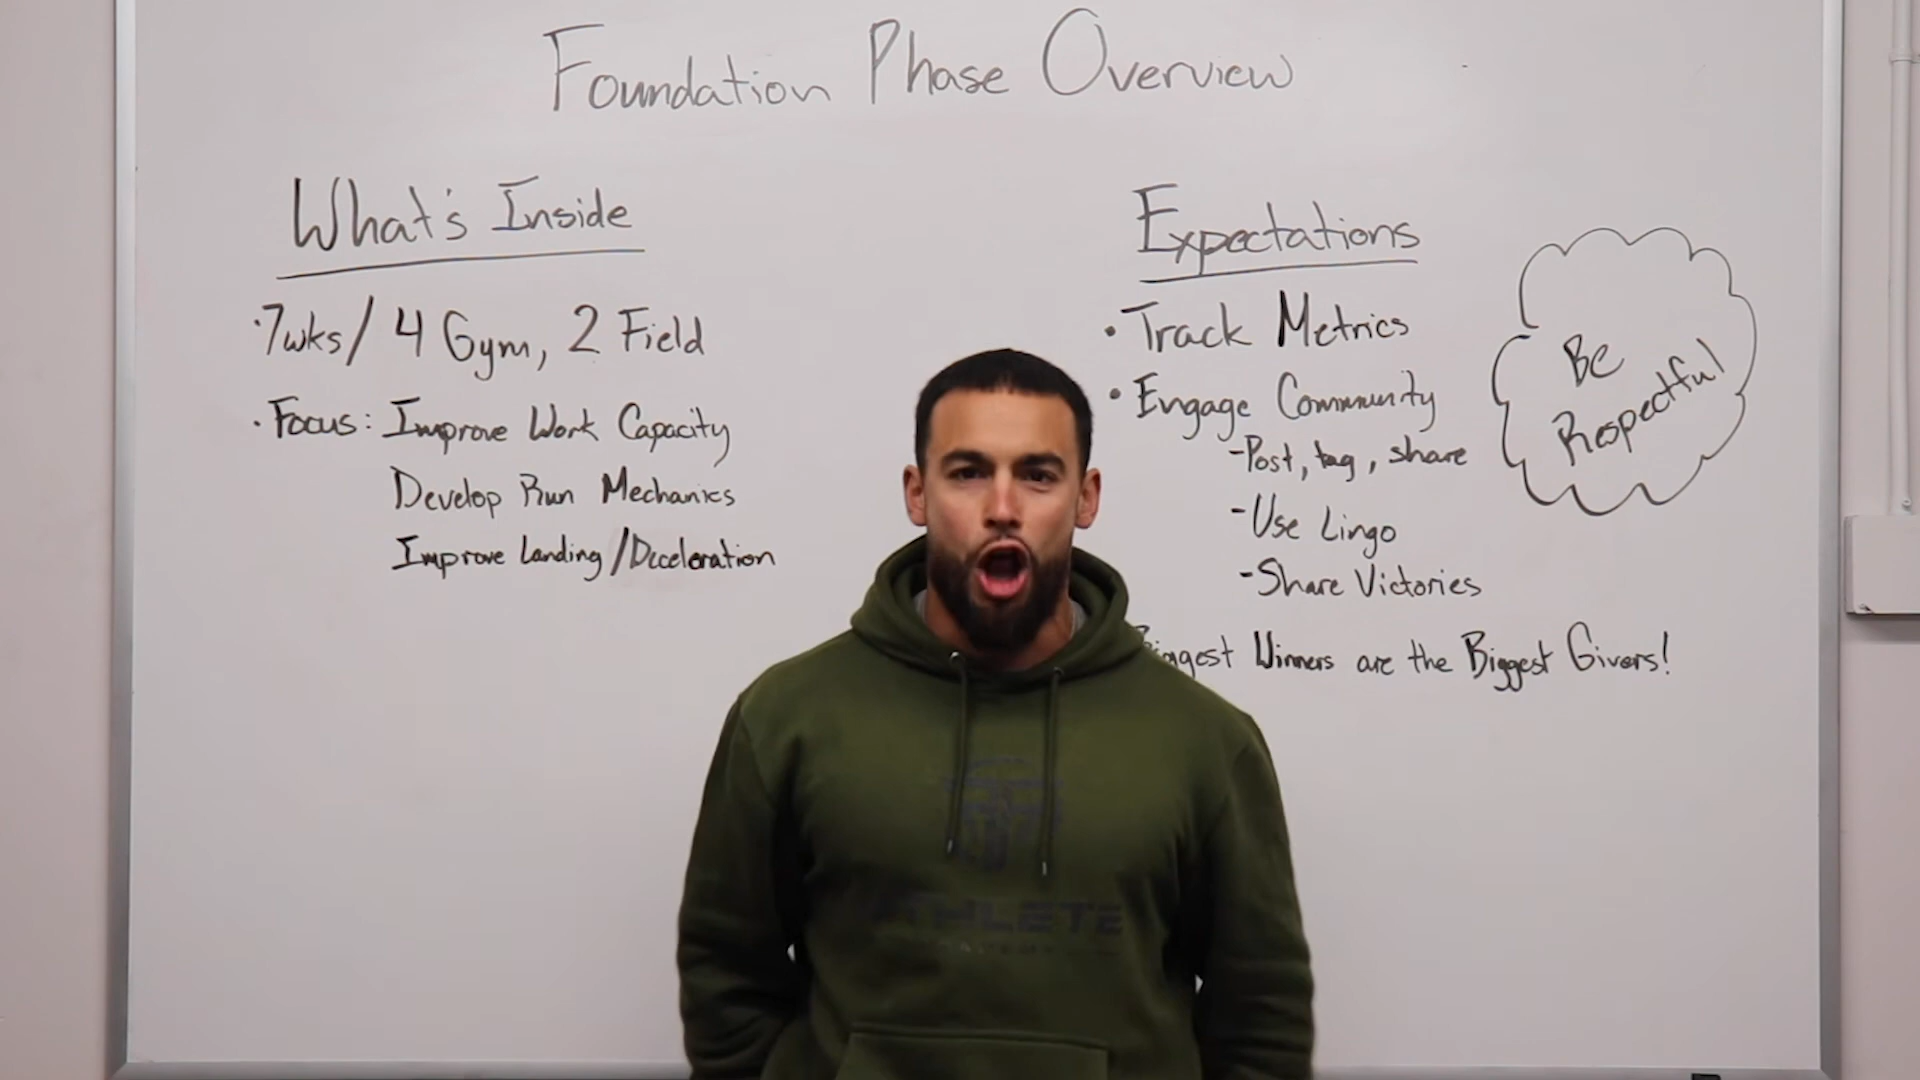 Foundation Phase Overview
What's Inside
• 7wks/ 4 Gym, 2 Field
• Focus: Improve Work Capacity
Develop Run Mechanics
Improve Landing/Deceleration
Expectations
• Track Metrics
• Engage Community
- Post, tag, share
- Use Lingo
- Share Victories
Biggest Winners are the Biggest Givers!
Be
Respectful
ATHLETE